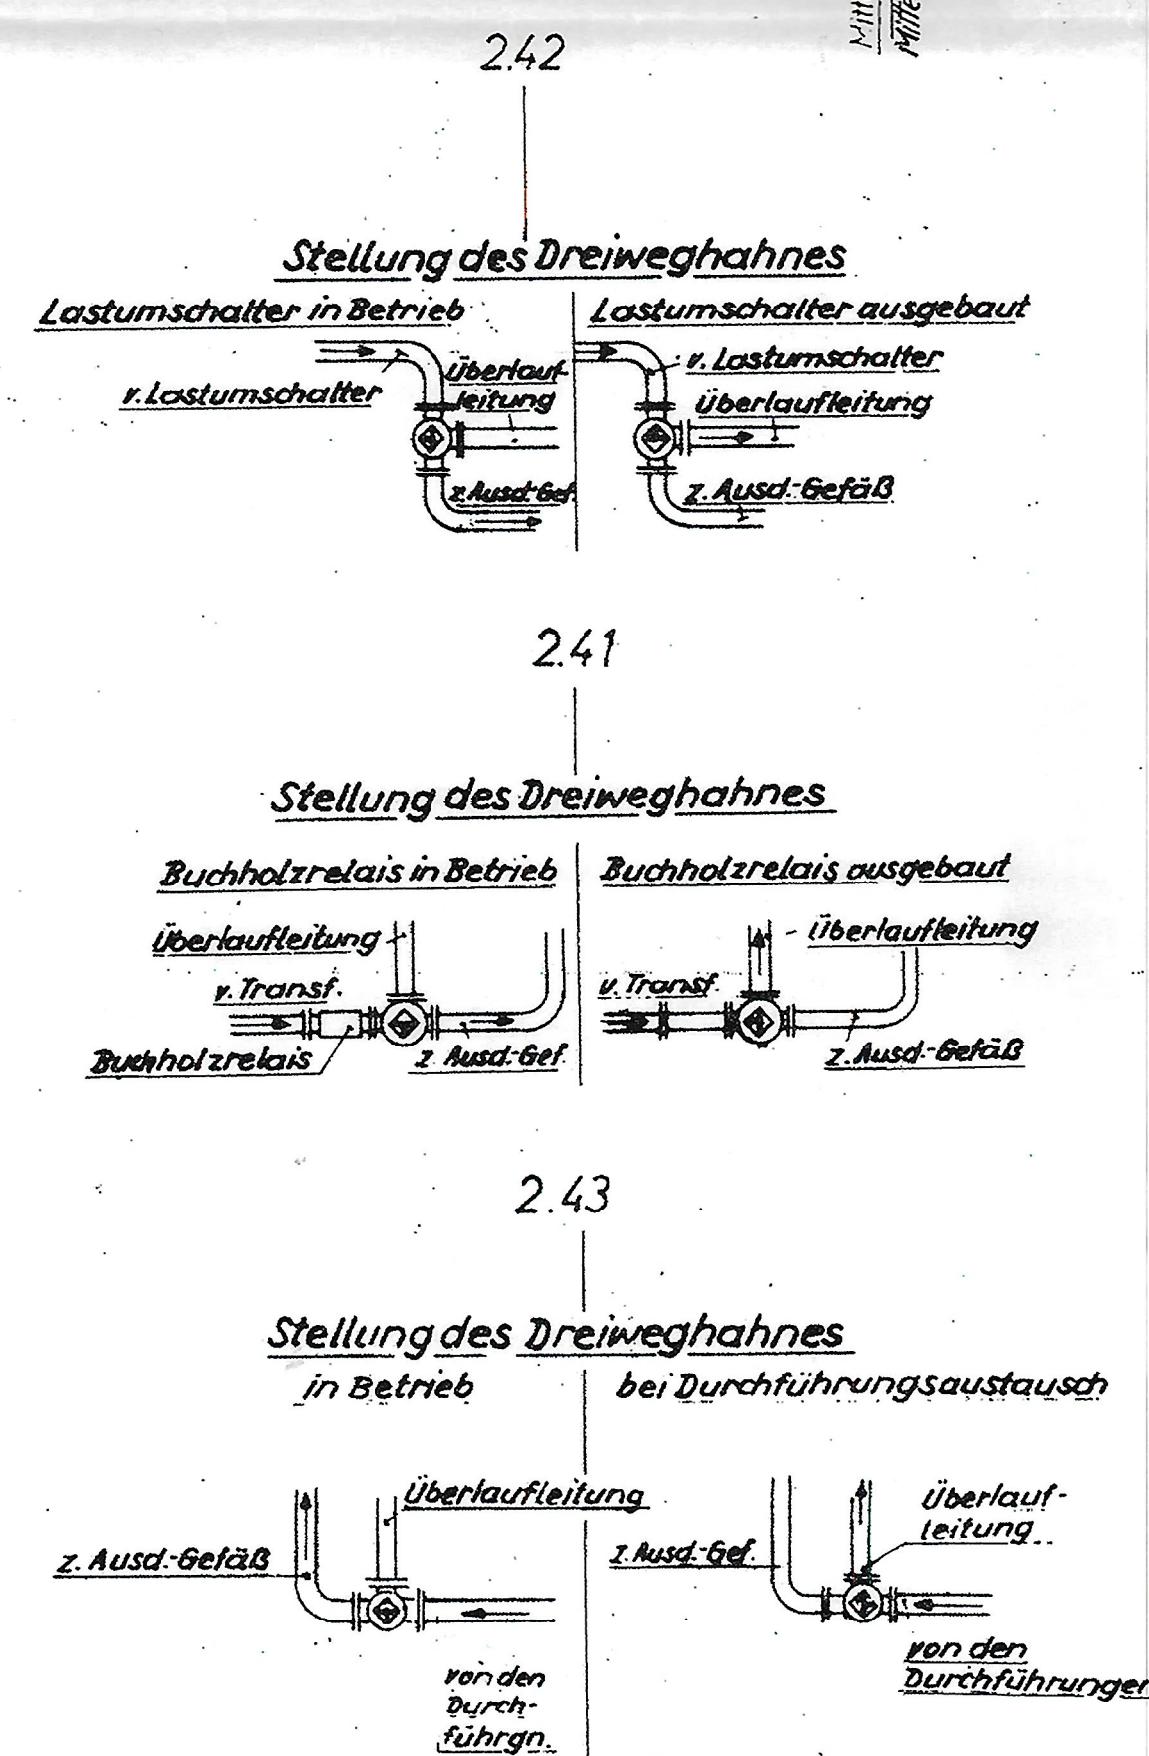 2.42
Stellung des Dreiweghahnes
Lastumschalter in Betrieb
v. Lastumschalter
Überlauf-
leitung
z. Ausd.-Gef.
Lastumschalter ausgebaut
v. Lastumschalter
Überlaufleitung
z. Ausd.-Gefäß
2.41
Stellung des Dreiweghahnes
Buchholzrelais in Betrieb
Überlaufleitung
v. Transf.
Buchholzrelais
z Ausd.-Gef.
Buchholzrelais ausgebaut
Überlaufleitung
v. Transf.
z. Ausd.-Gefäß
2.43
Stellung des Dreiweghahnes
in Betrieb
Überlaufleitung
z. Ausd.-Gefäß
von den
Durch-
führgn.
bei Durchführungsaustausch
Überlauf-
leitung
z. Ausd.-Gef.
von den
Durchführungen